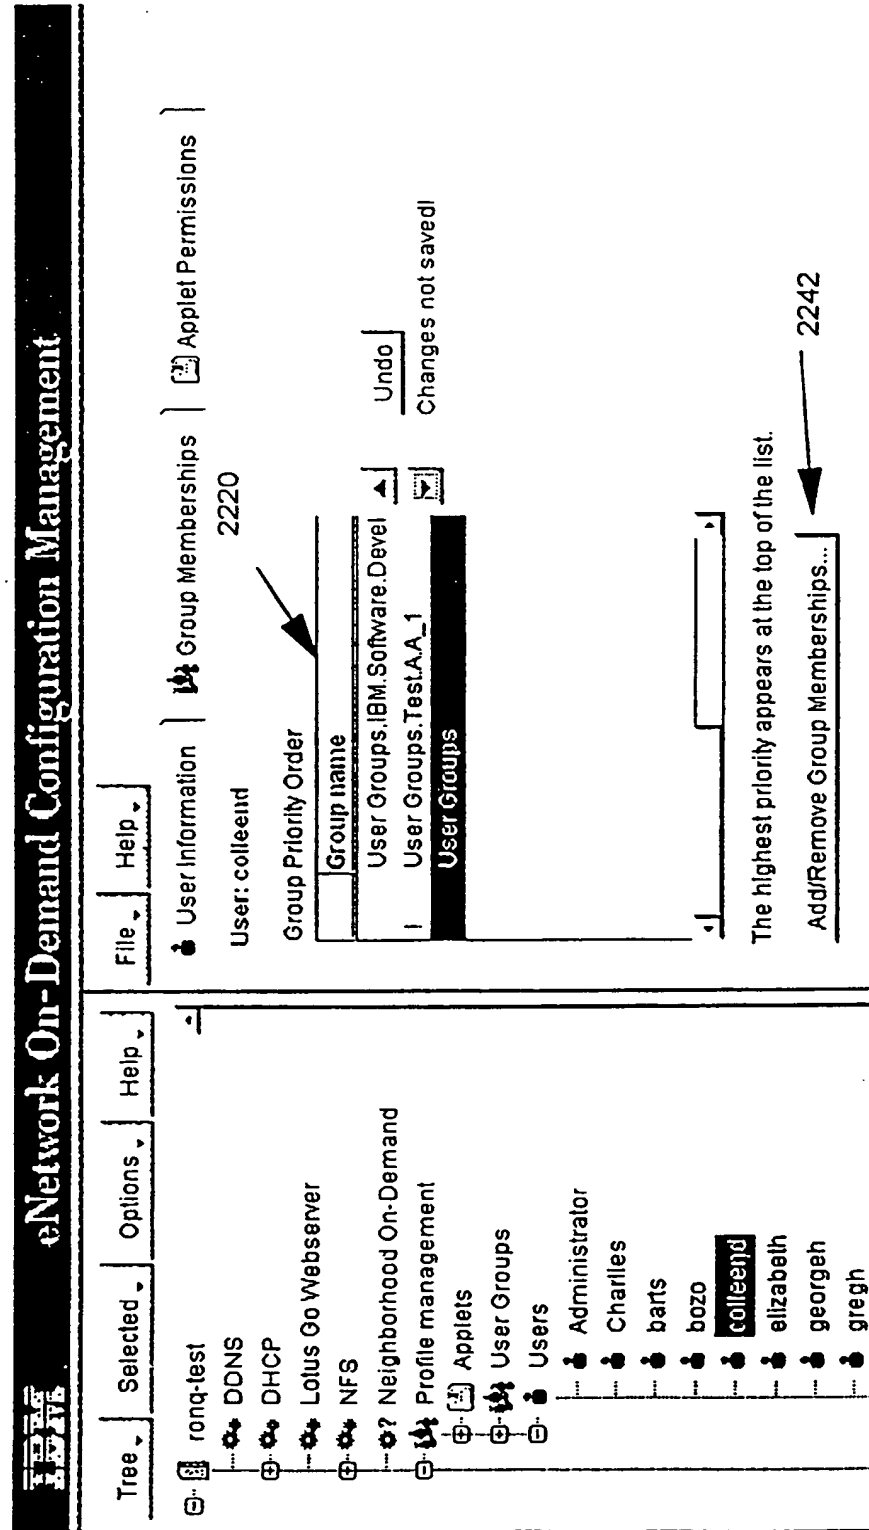 IBM
eNetwork On-Demand Configuration Management
Tree
Selected
Options
Help
ronq-test
DDNS
DHCP
Lotus Go Webserver
NFS
? Neighborhood On-Demand
Profile management
Applets
User Groups
Users
Administrator
Charlles
barts
bozo
colleend
elizabeth
georgeh
gregh
File
Help
User Information
Group Memberships
Applet Permissions
User: colleend
2220
Group Priority Order
Group name
User Groups.IBM.Software.Devel
User Groups.Test.A.A_1
User Groups
Undo
Changes not saved!
The highest priority appears at the top of the list.
Add/Remove Group Memberships...
2242